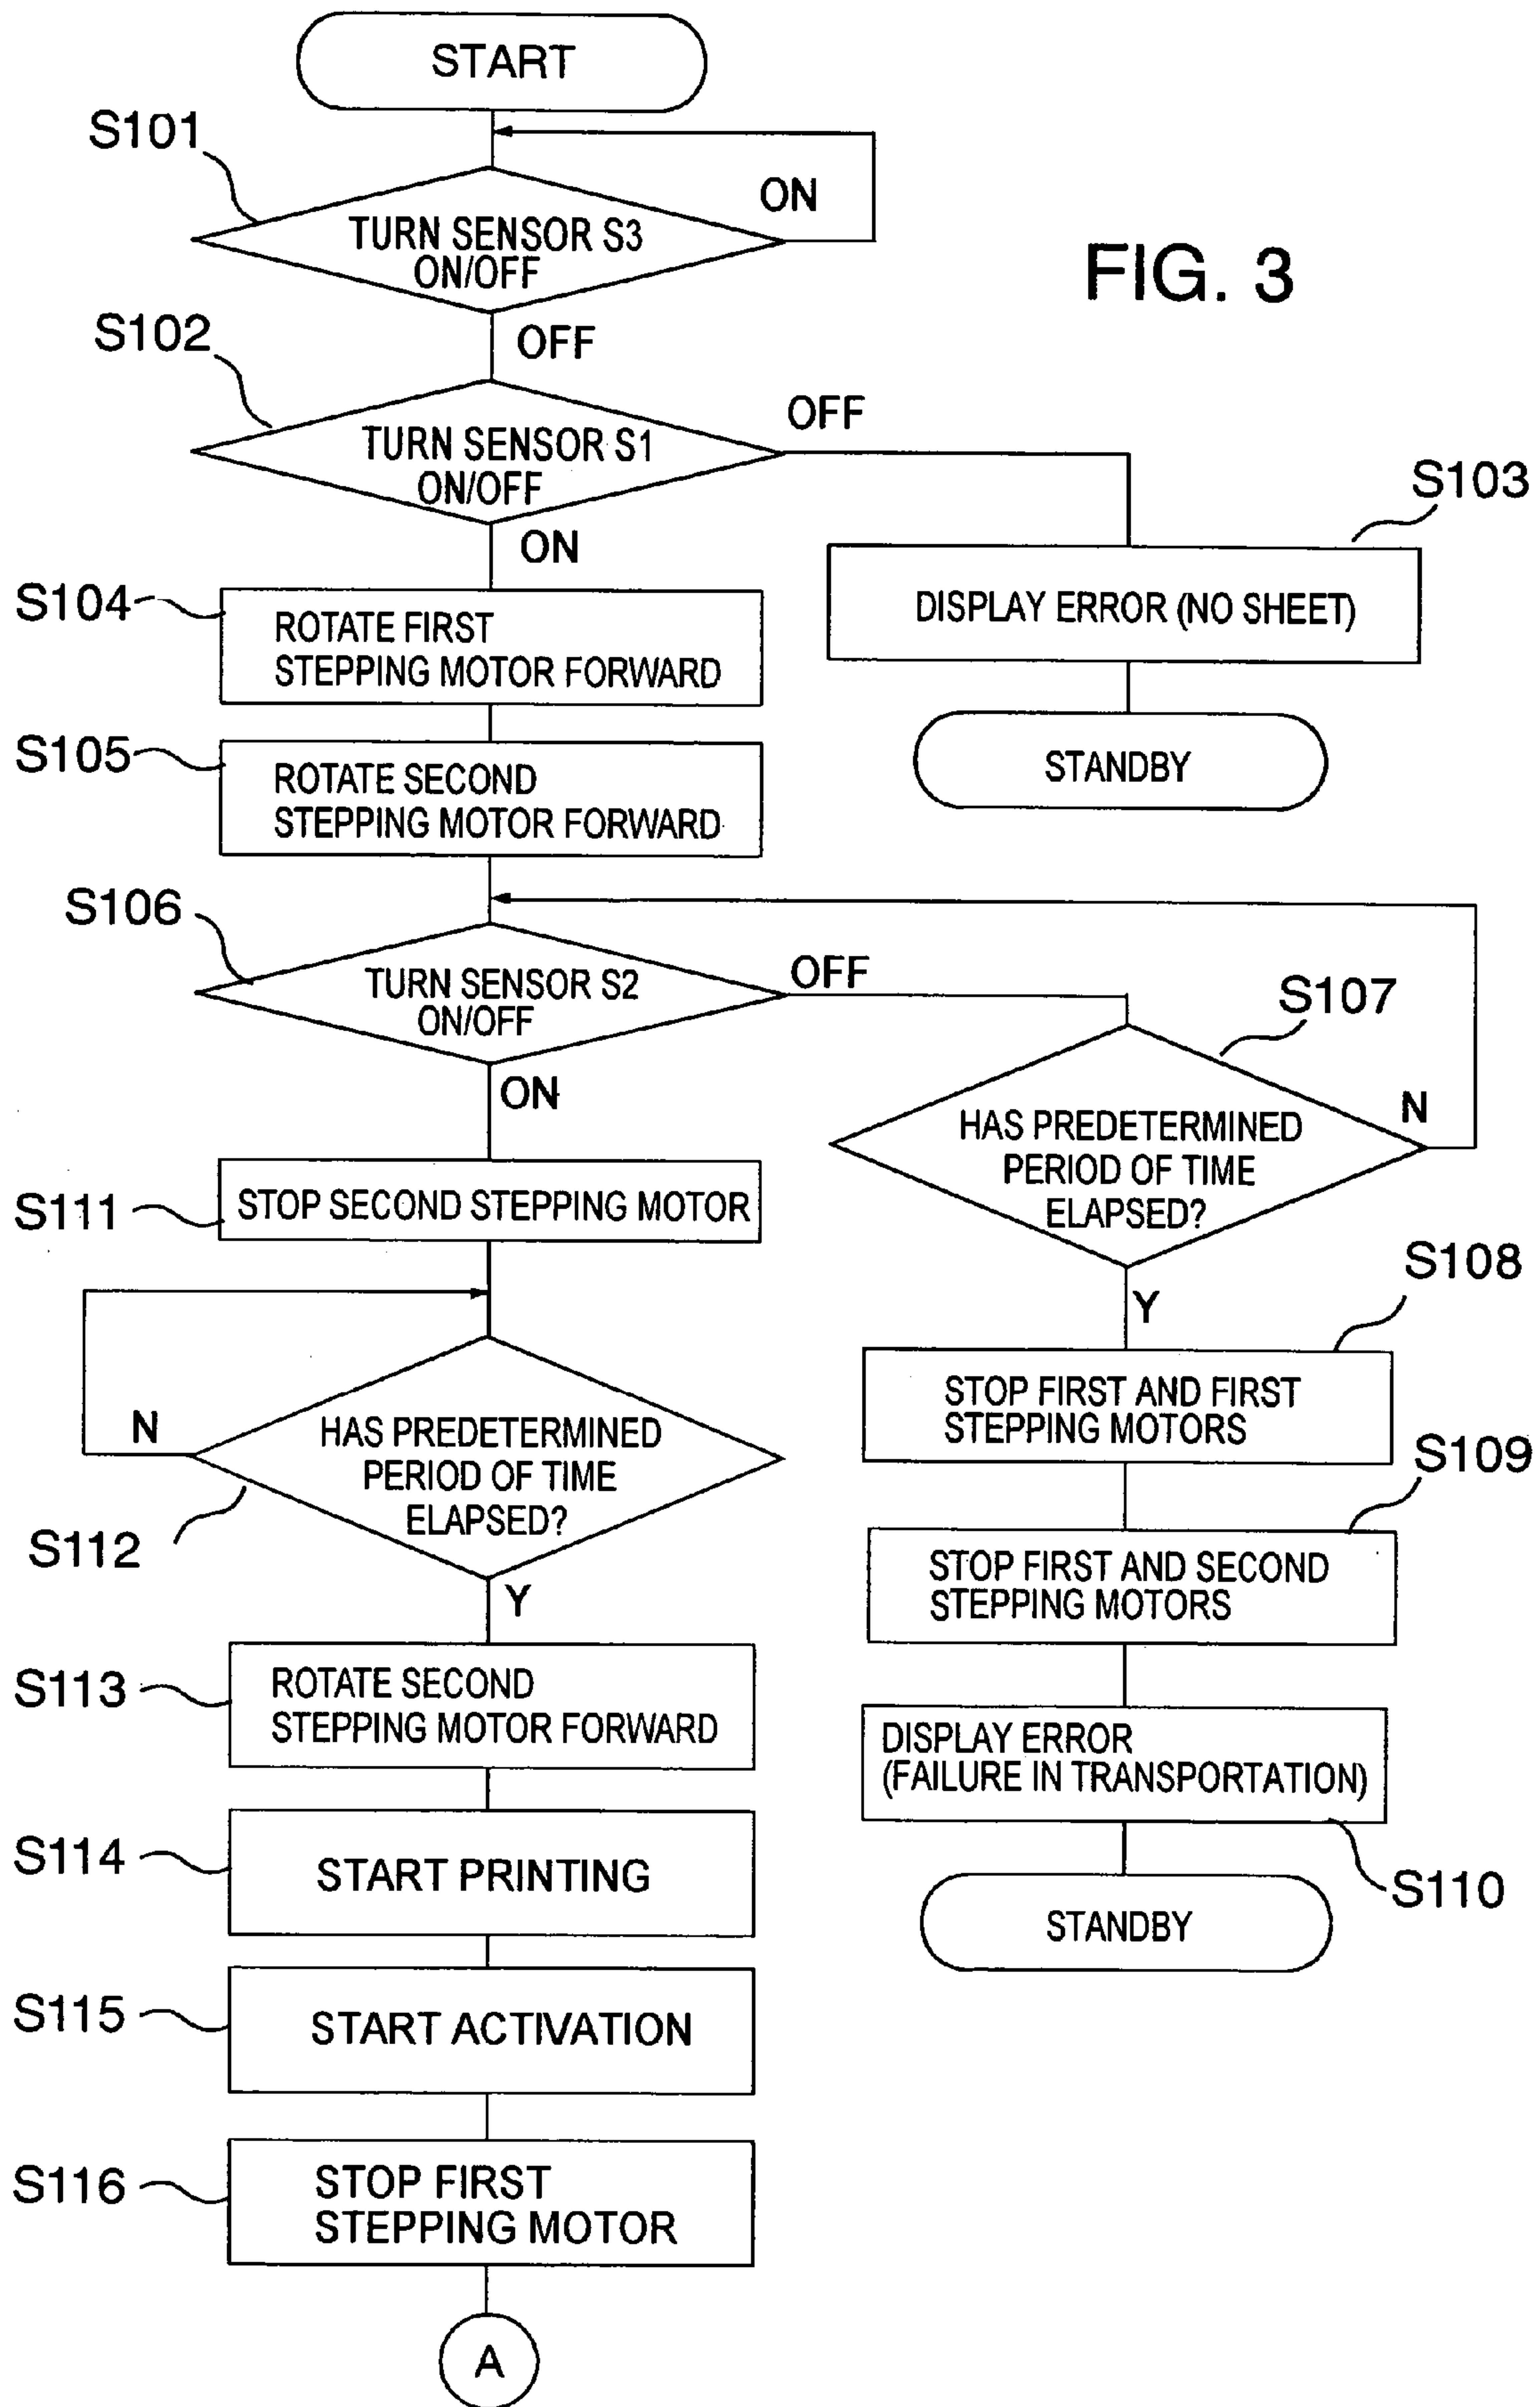 START
S101
ON
TURN SENSOR S3
ON/OFF
FIG. 3
OFF
S102
OFF
TURN SENSOR S1
ON/OFF
ON
S103
DISPLAY ERROR (NO SHEET)
STANDBY
S104
ROTATE FIRST
STEPPING MOTOR FORWARD
S105
ROTATE SECOND
STEPPING MOTOR FORWARD
S106
TURN SENSOR S2
ON/OFF
OFF
ON
S107
HAS PREDETERMINED
PERIOD OF TIME
ELAPSED?
N
Y
S108
STOP FIRST AND FIRST
STEPPING MOTORS
S109
STOP FIRST AND SECOND
STEPPING MOTORS
DISPLAY ERROR
(FAILURE IN TRANSPORTATION)
S110
STANDBY
S111
STOP SECOND STEPPING MOTOR
N
HAS PREDETERMINED
PERIOD OF TIME
ELAPSED?
S112
Y
S113
ROTATE SECOND
STEPPING MOTOR FORWARD
S114
START PRINTING
S115
START ACTIVATION
S116
STOP FIRST
STEPPING MOTOR
A